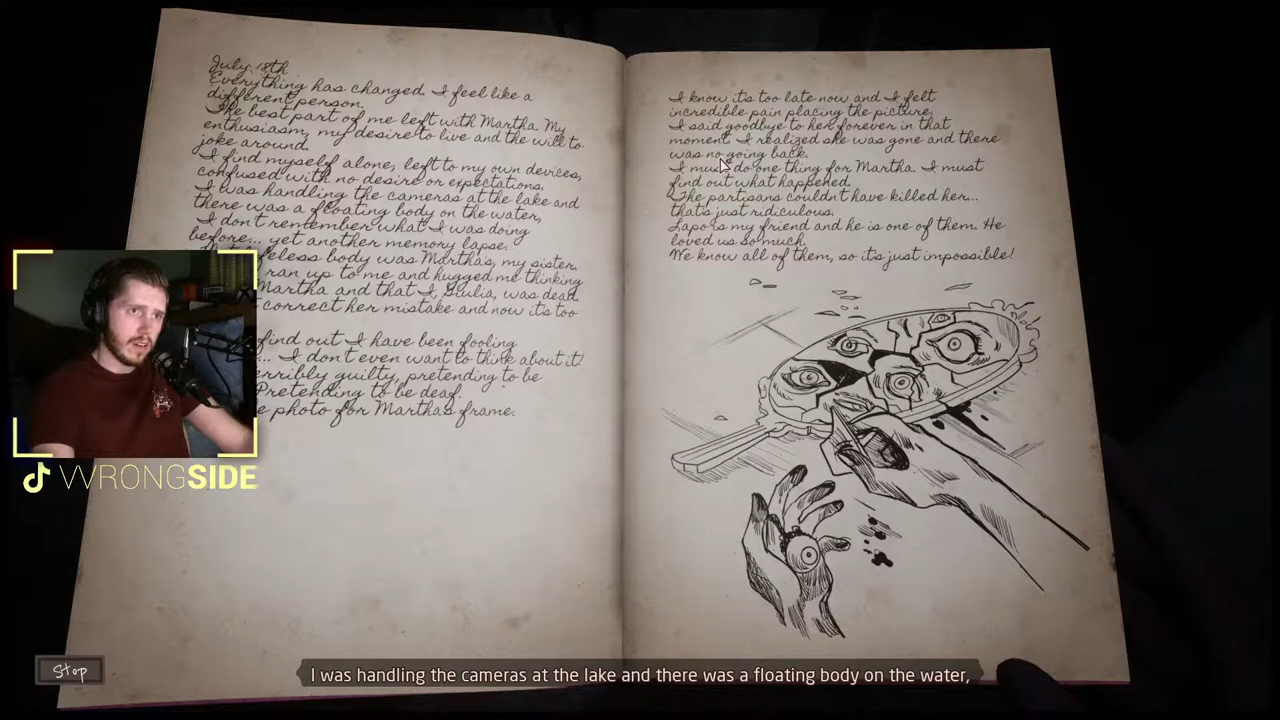 July 18th
Everything has changed. I feel like a
different person.
The best part of me left with Martha. My
enthusiasm, my desire to live and the will to
joke around.
I find myself alone, left to my own devices,
confused with no desire or expectations.
I was handling the cameras at the lake and
there was a floating body on the water,
I don't remember what I was doing
before... yet another memory lapse.
lifeless body was Martha's, my sister.
ran up to me and hugged me thinking
Martha and that I, Giulia, was dead.
correct her mistake and now it's too
find out I have been fooling
... I don't even want to think about it!
terribly guilty, pretending to be
Pretending to be deaf.
photo for Martha's frame.
I know it's too late now and I felt
incredible pain placing the picture.
I said goodbye to her forever in that
moment. I realized she was gone and there
was no going back.
I must do one thing for Martha. I must
find out what happened.
The partisans couldn't have killed her...
that's just ridiculous.
Lapo is my friend and he is one of them. He
loved us so much.
We know all of them, so it's just impossible!
VVRONGSIDE
Stop
I was handling the cameras at the lake and there was a floating body on the water,